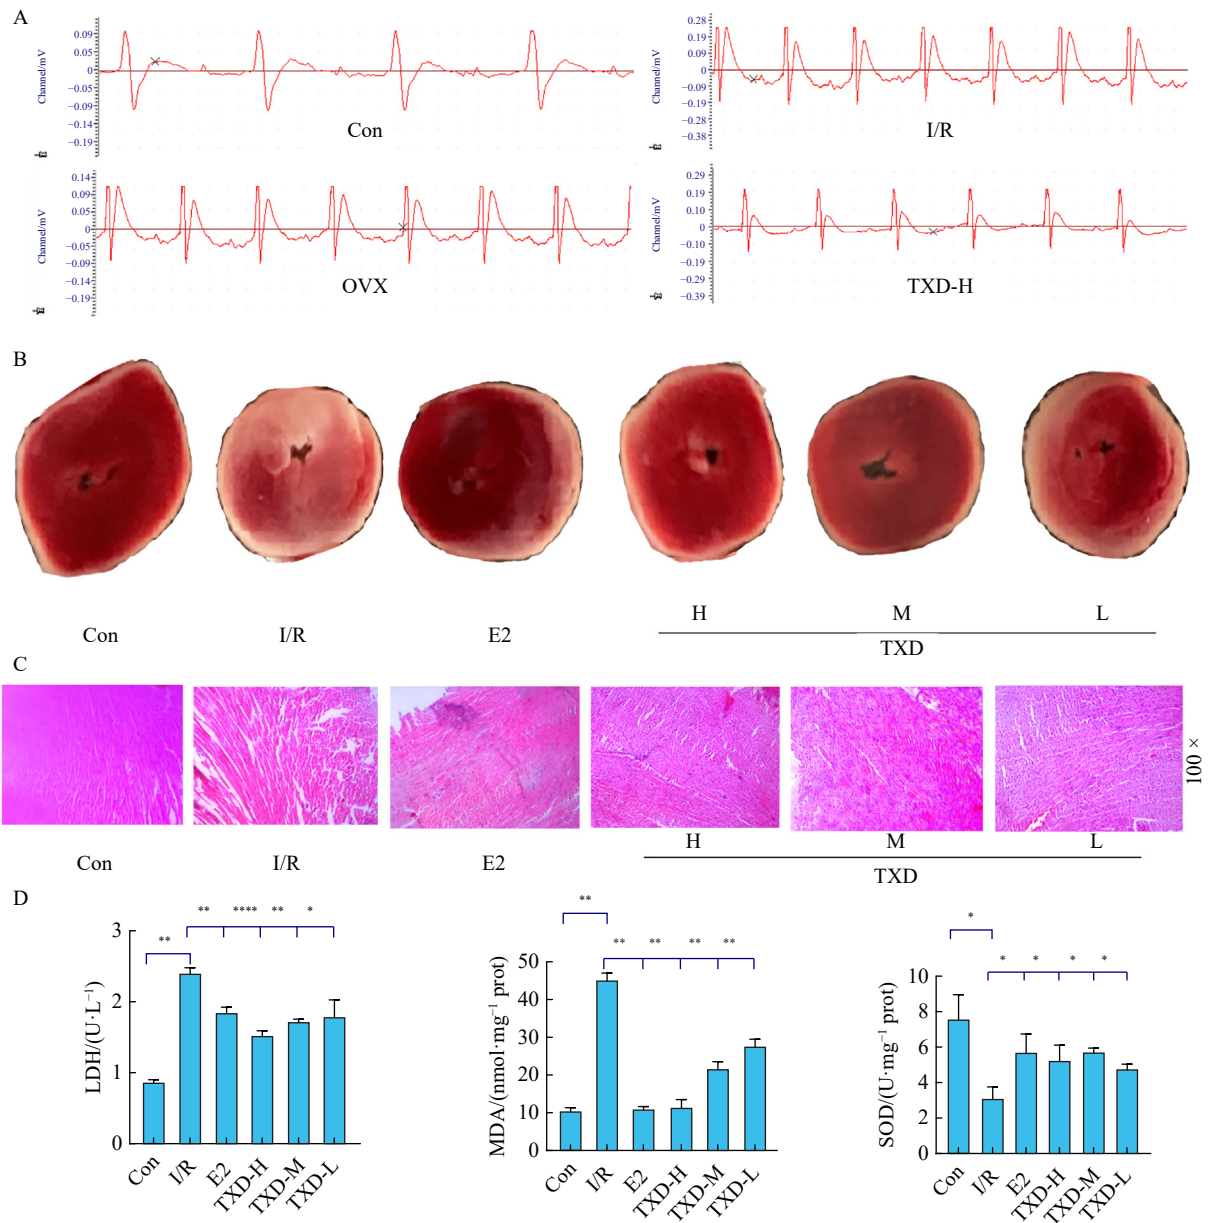 A
Channel/mV
0.09
0.05
0
−0.05
−0.09
−0.14
−0.19
Con
Channel/mV
0.28
0.19
0.09
0
−0.09
−0.19
−0.28
−0.38
I/R
Channel/mV
0.14
0.09
0.05
0
−0.05
−0.09
−0.14
−0.19
OVX
Channel/mV
0.29
0.19
0.10
0
−0.10
−0.19
−0.29
−0.39
TXD-H
B
H M L
Con I/R E2
TXD
C
100 ×
H M L
Con I/R E2
TXD
D
LDH/(U·L⁻¹)
3
2
1
0
** ** **** ** *
Con I/R E2 TXD-H TXD-M TXD-L
MDA/(nmol·mg⁻¹ prot)
50
40
30
20
10
0
** ** ** ** **
Con I/R E2 TXD-H TXD-M TXD-L
SOD/(U·mg⁻¹ prot)
10
8
6
4
2
0
* * * * *
Con I/R E2 TXD-H TXD-M TXD-L